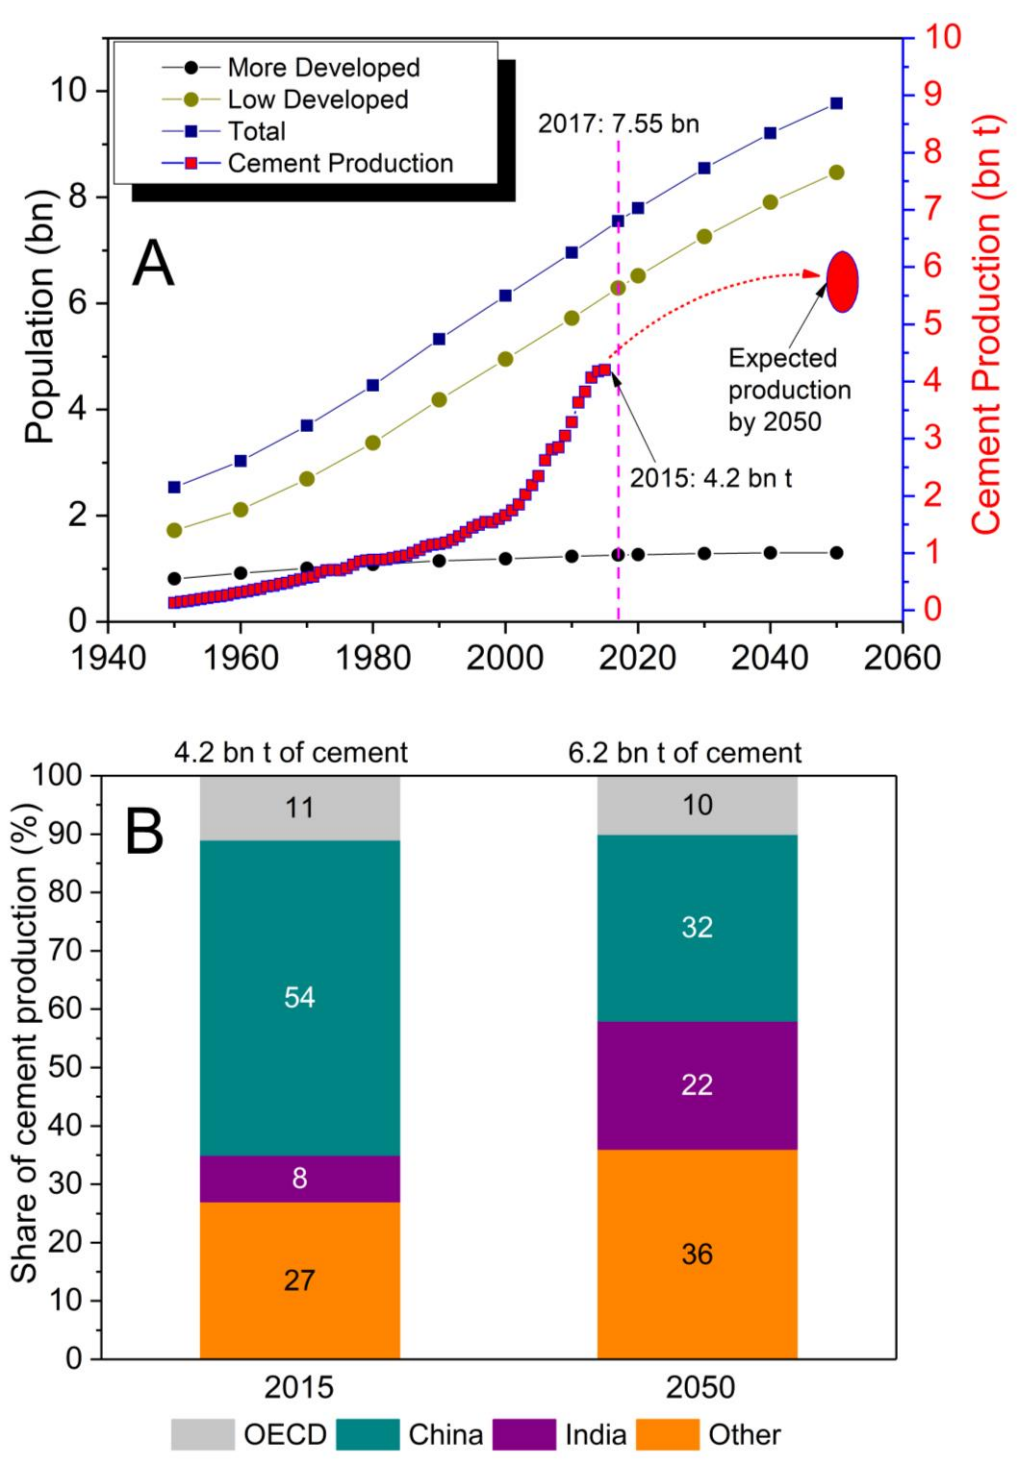 More Developed
Low Developed
Total
Cement Production
A
2017: 7.55 bn
Expected
production
by 2050
2015: 4.2 bn t
Population (bn)
10
8
6
4
2
0
Cement Production (bn t)
10
9
8
7
6
5
4
3
2
1
0
1940 1960 1980 2000 2020 2040 2060
4.2 bn t of cement 6.2 bn t of cement
B
Share of cement production (%)
100
90
80
70
60
50
40
30
20
10
0
11
54
8
27
10
32
22
36
2015 2050
OECD China India Other